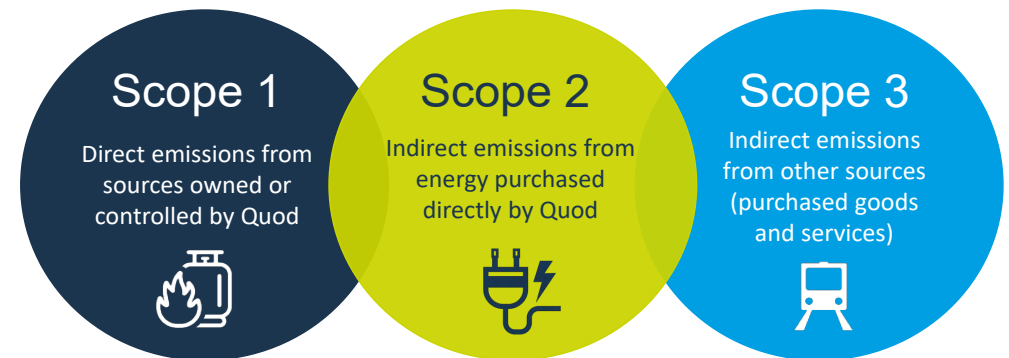 Scope 1
Direct emissions from
sources owned or
controlled by Quod
Scope 2
Indirect emissions from
energy purchased
directly by Quod
Scope 3
Indirect emissions
from other sources
(purchased goods
and services)